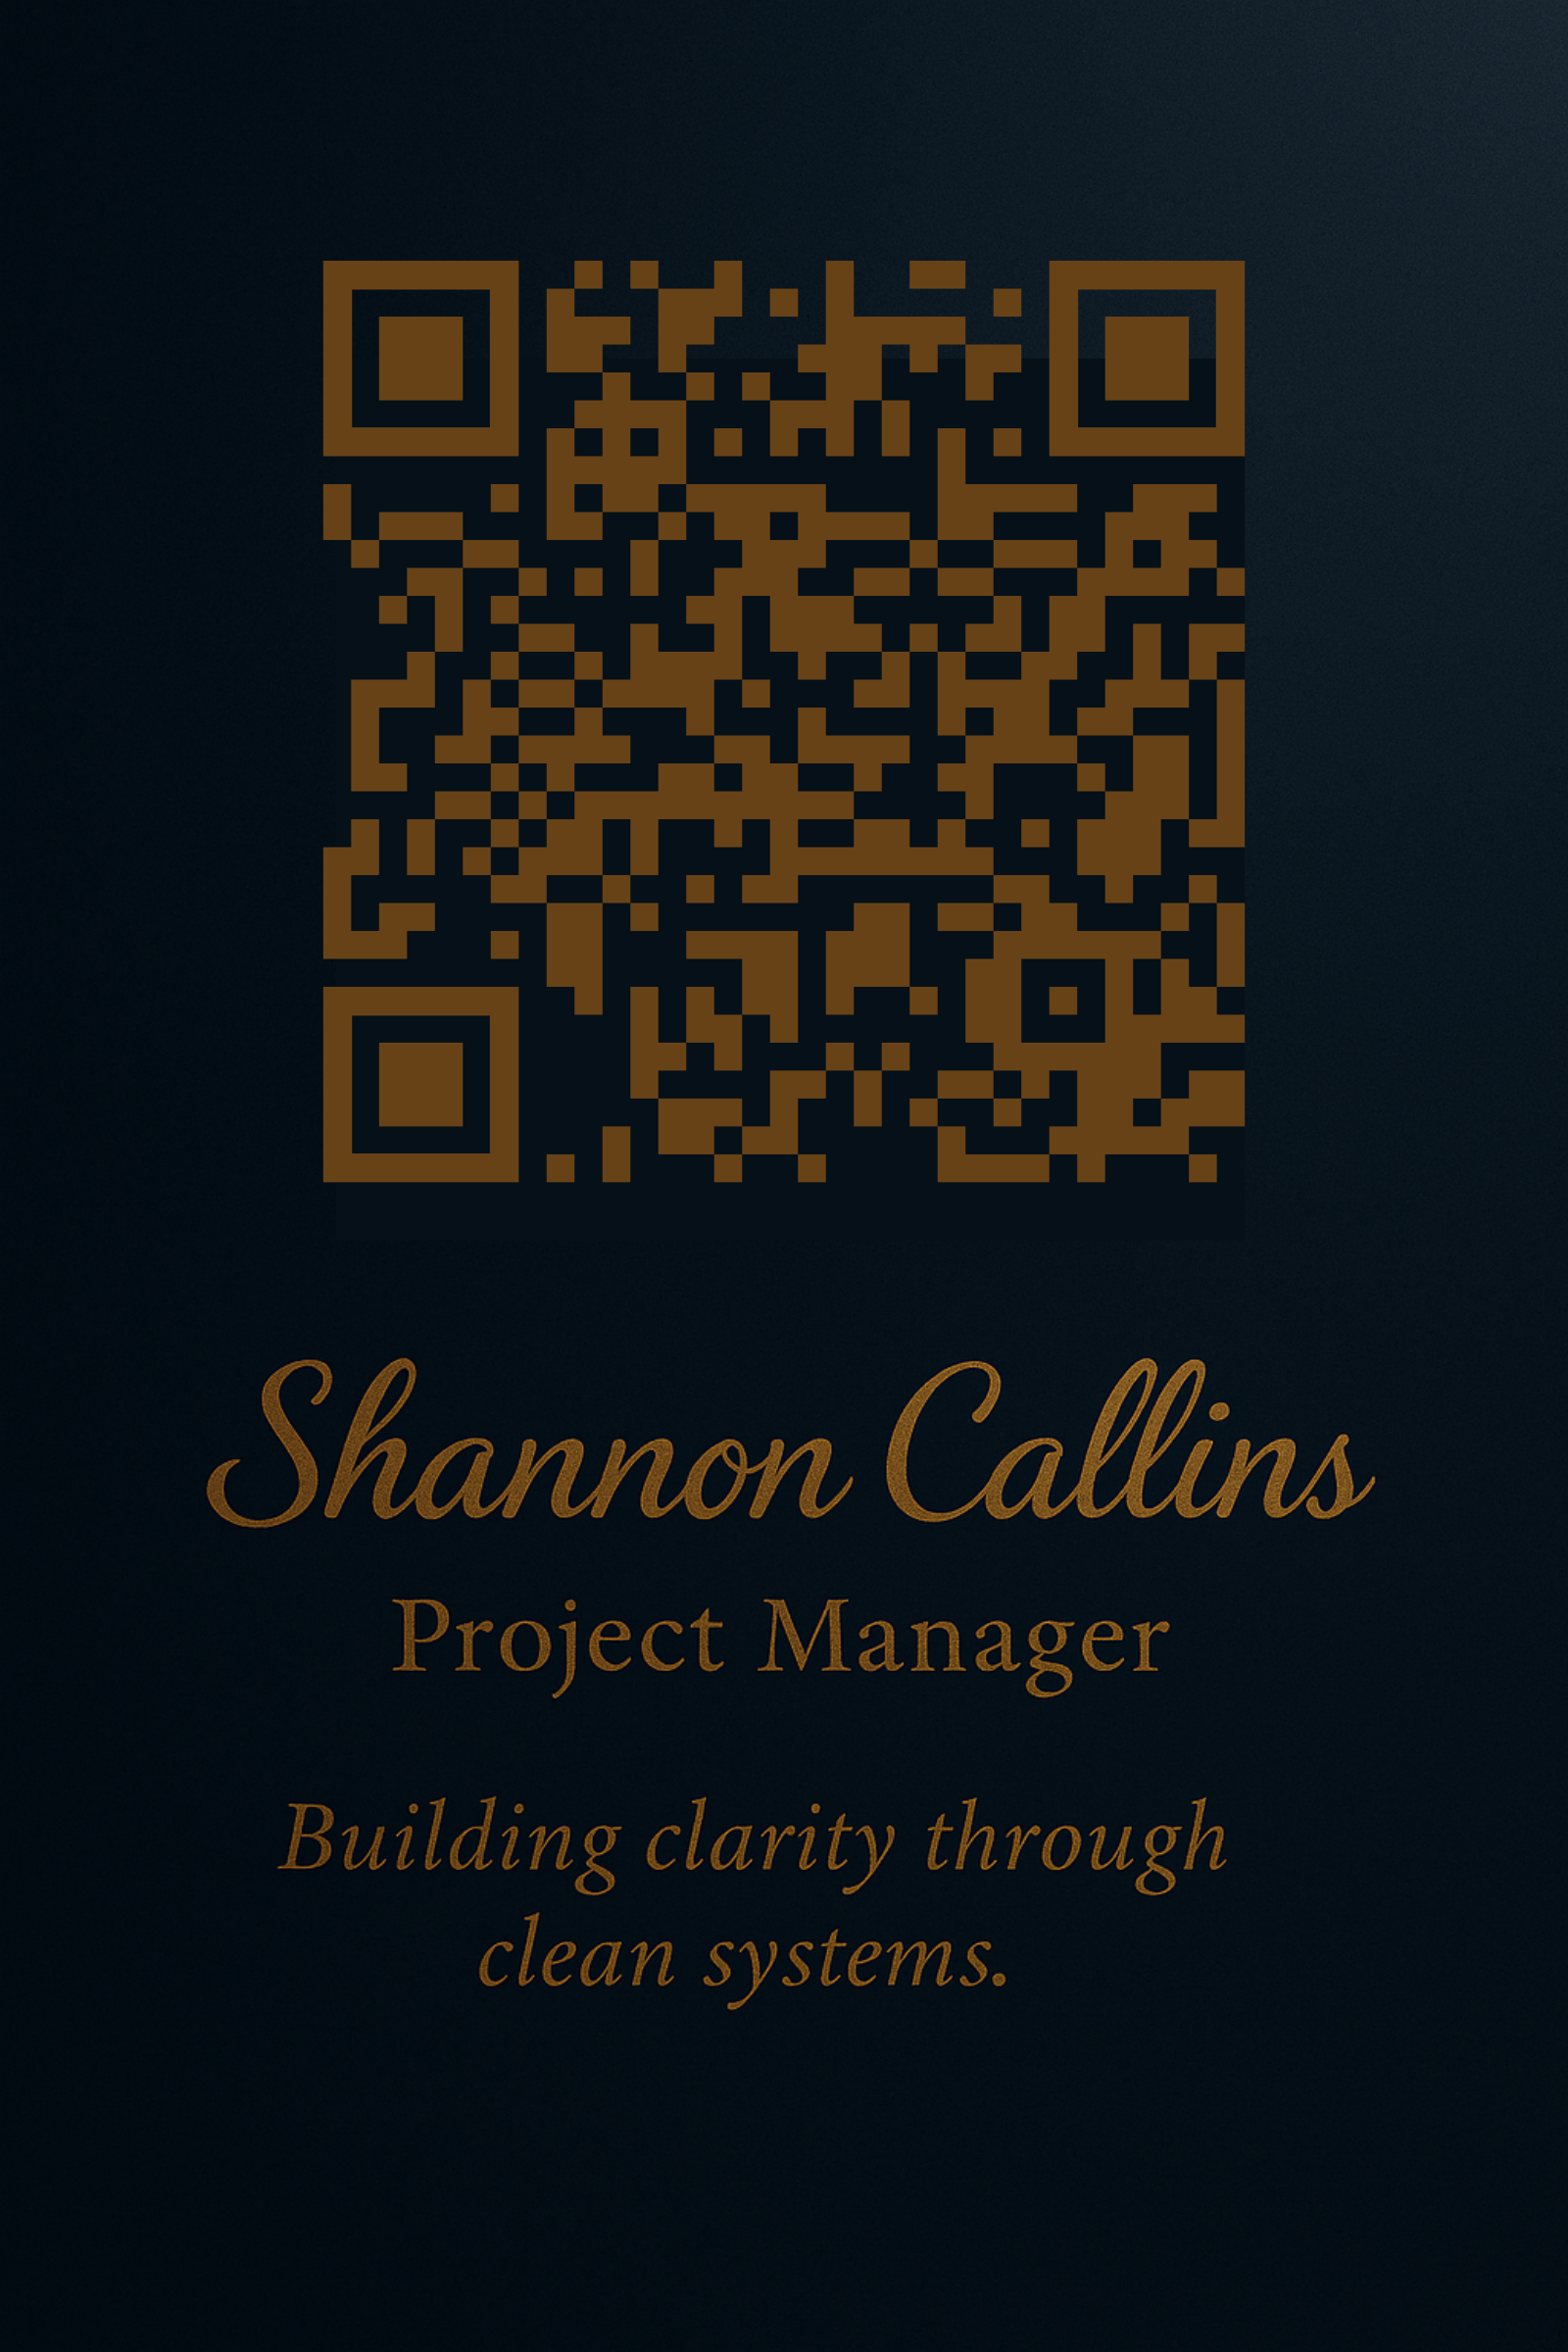 Shannon Callins
Project Manager
Building clarity through
clean systems.